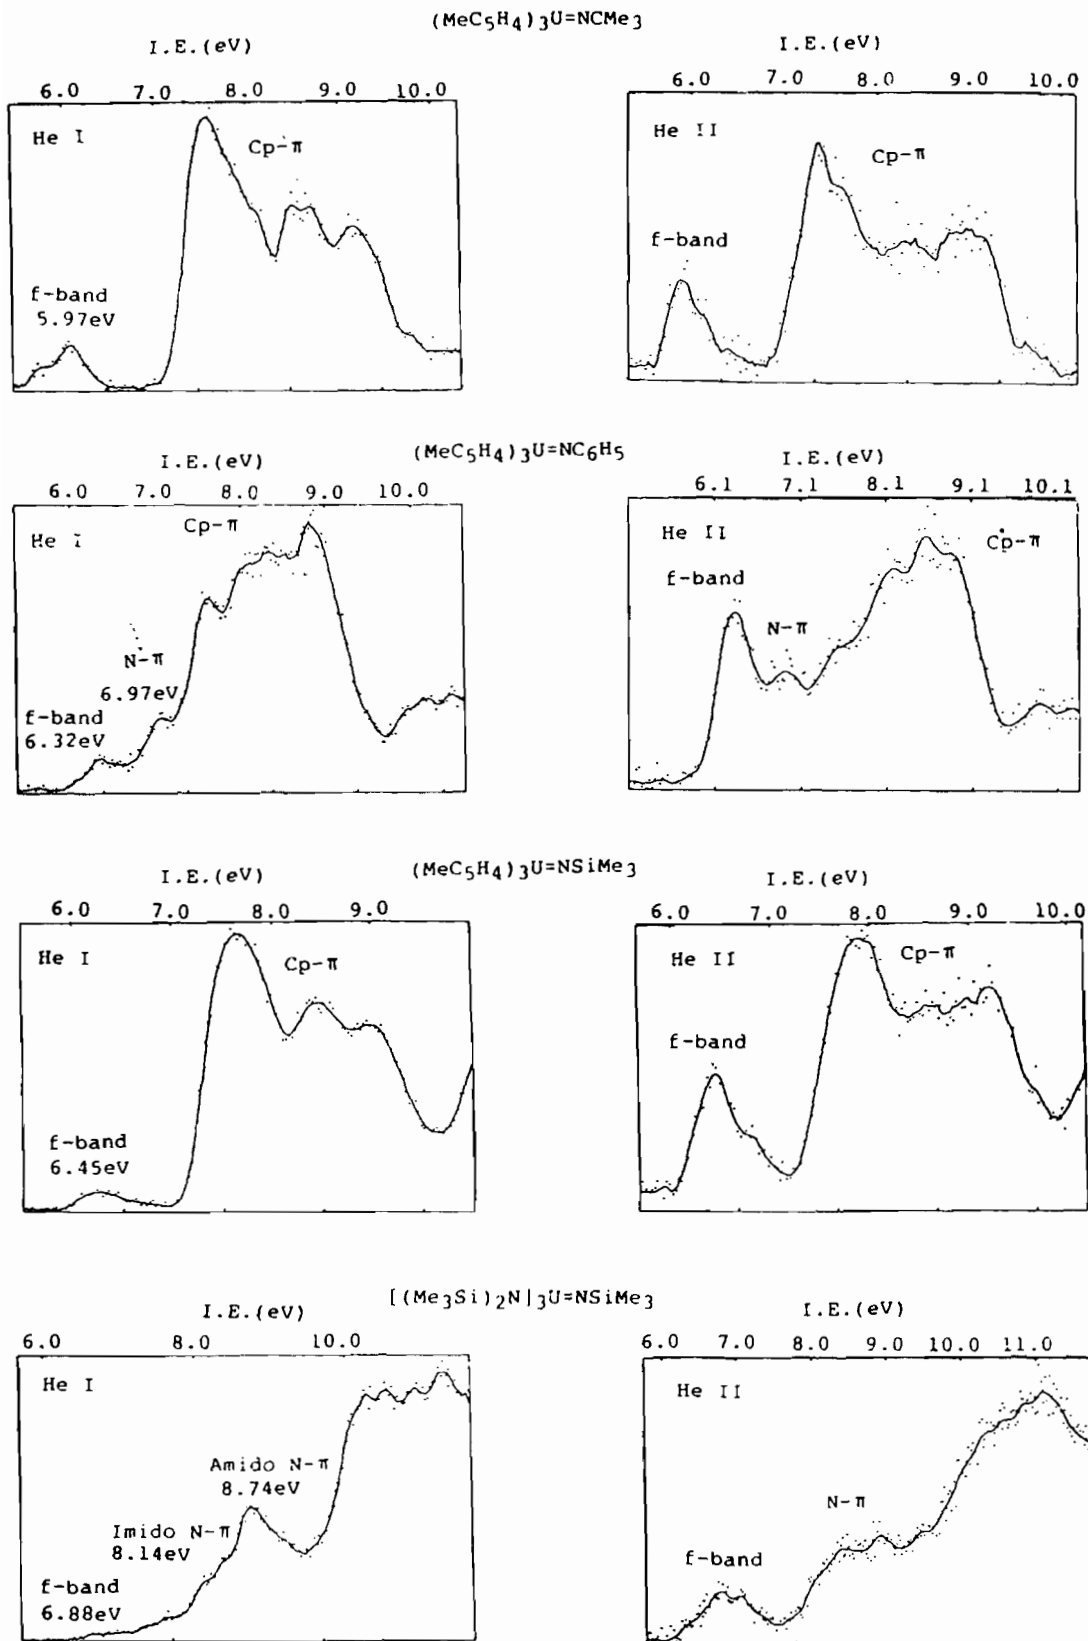 (MeC5H4)3U=NCMe3
I.E.(eV)
6.0 7.0 8.0 9.0 10.0
He I
Cp-π
f-band
5.97eV
I.E.(eV)
6.0 7.0 8.0 9.0 10.0
He II
Cp-π
f-band
(MeC5H4)3U=NC6H5
I.E.(eV)
6.0 7.0 8.0 9.0 10.0
He I
Cp-π
N-π
6.97eV
f-band
6.32eV
I.E.(eV)
6.1 7.1 8.1 9.1 10.1
He II
Cp-π
f-band
N-π
(MeC5H4)3U=NSiMe3
I.E.(eV)
6.0 7.0 8.0 9.0
He I
Cp-π
f-band
6.45eV
I.E.(eV)
6.0 7.0 8.0 9.0 10.0
He II
Cp-π
f-band
[(Me3Si)2N]3U=NSiMe3
I.E.(eV)
6.0 8.0 10.0
He I
Amido N-π
8.74eV
Imido N-π
8.14eV
f-band
6.88eV
I.E.(eV)
6.0 7.0 8.0 9.0 10.0 11.0
He II
N-π
f-band